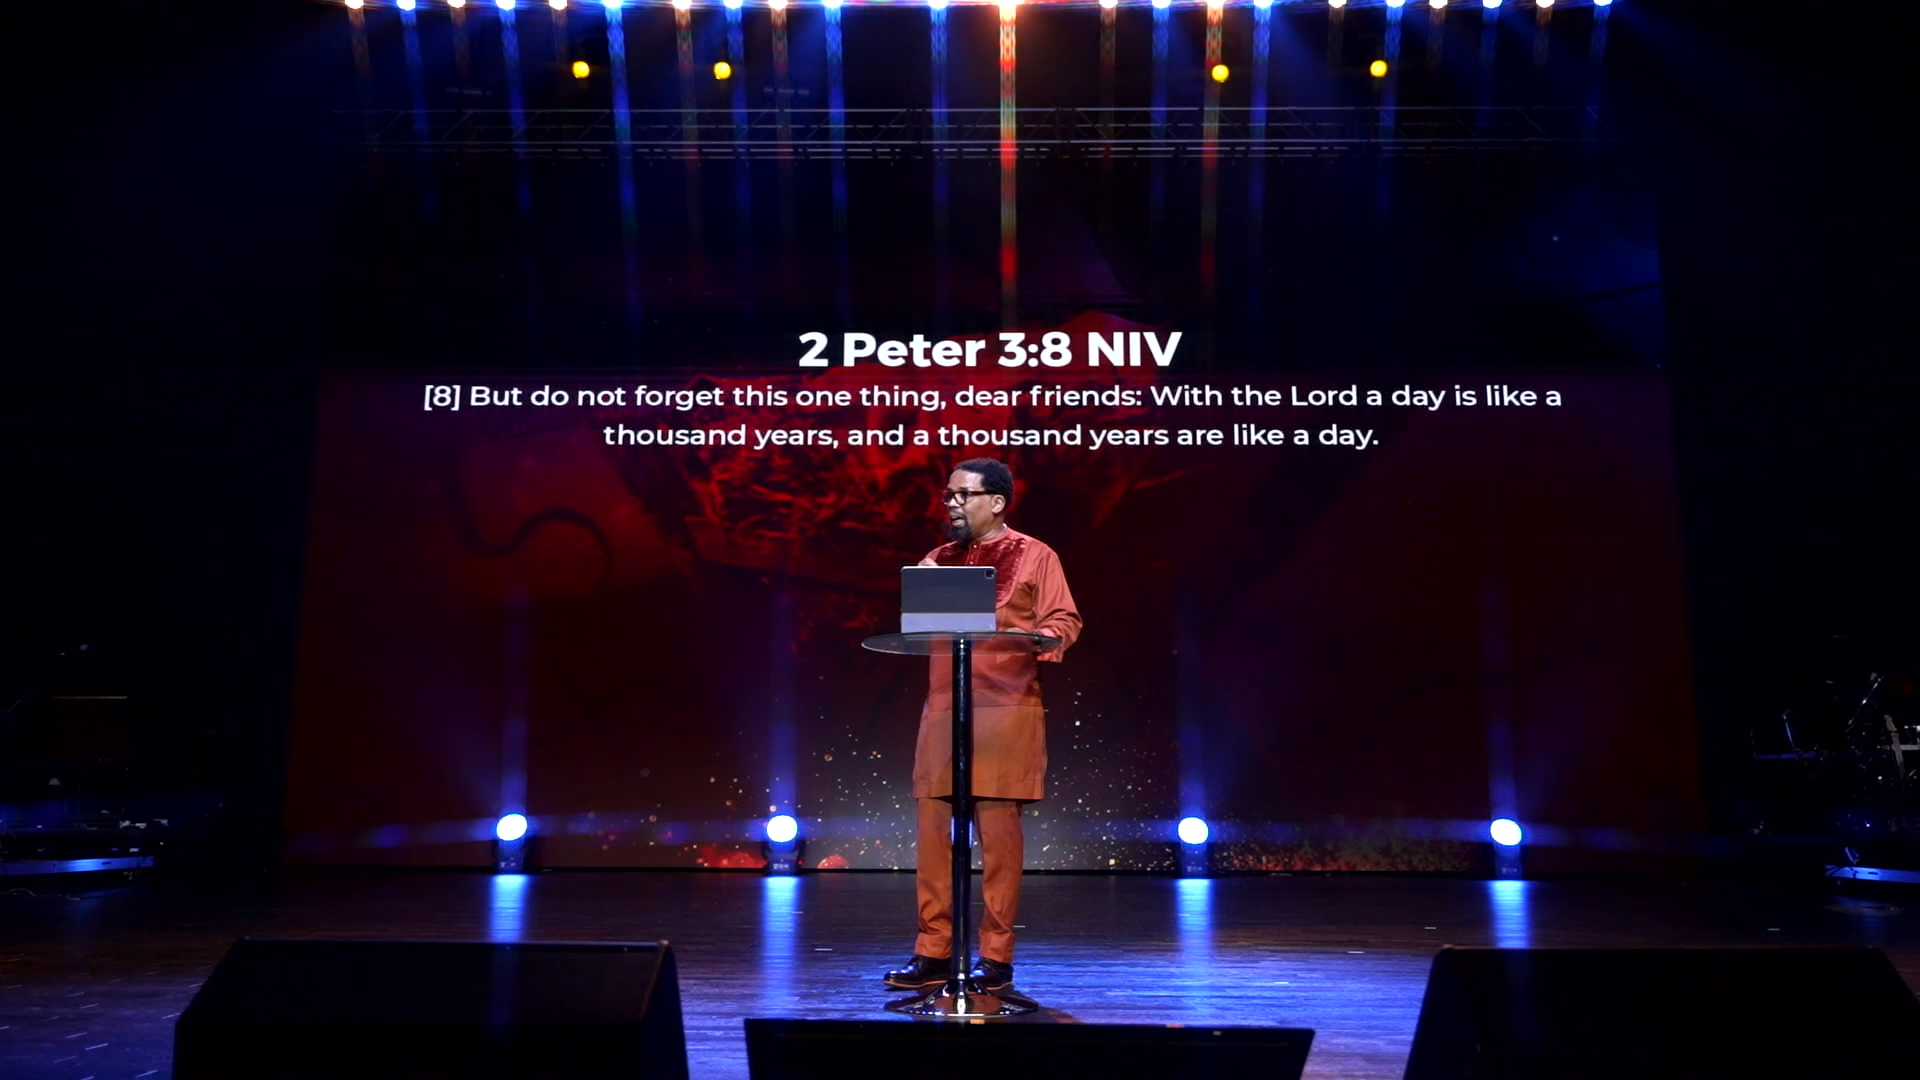 2 Peter 3:8 NIV
[8] But do not forget this one thing, dear friends: With the Lord a day is like a
thousand years, and a thousand years are like a day.